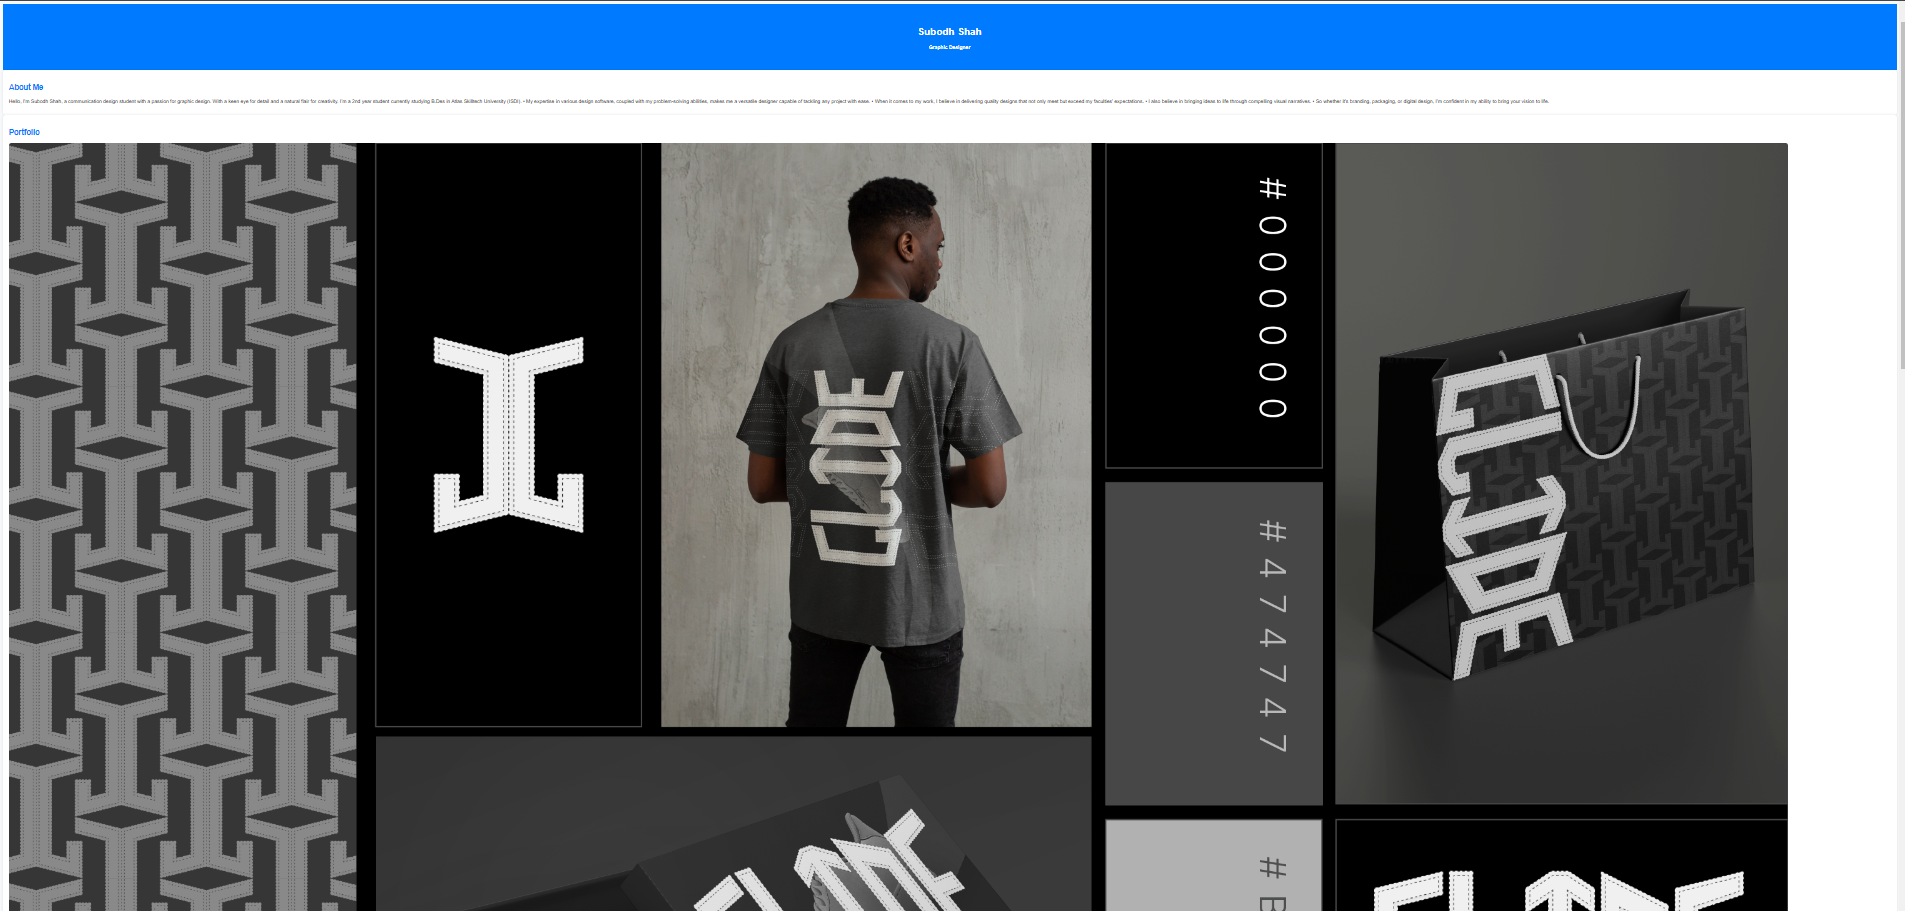 Subodh Shah
Graphic Designer
About Me
Hello, I'm Subodh Shah, a communication design student with a passion for graphic design. With a keen eye for detail and a natural flair for creativity. I'm a 2nd year student currently studying B.Des in Atlas Skilltech University (ISDI). • My expertise in various design software, coupled with my problem-solving abilities, makes me a versatile designer capable of tackling any project with ease. • When it comes to my work, I believe in delivering quality designs that not only meet but exceed my faculties' expectations. • I also believe in bringing ideas to life through compelling visual narratives. • So whether it's branding, packaging, or digital design, I'm confident in my ability to bring your vision to life.
Portfolio
#000000
#474747